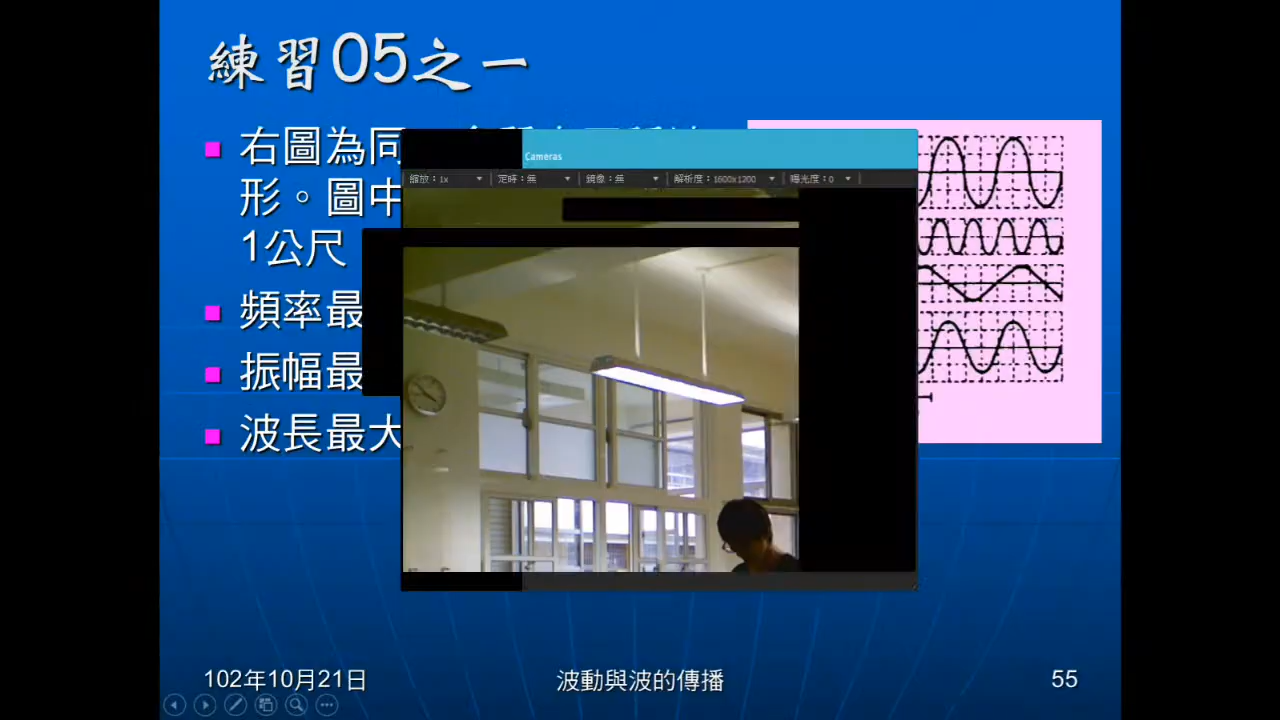 練習05之一
右圖為同
形。圖中
1公尺
頻率最
振幅最
波長最大
Cameras
縮放：1x 定時：無 鏡像：無 解析度：1600x1200 曝光度：0
102年10月21日 波動與波的傳播 55